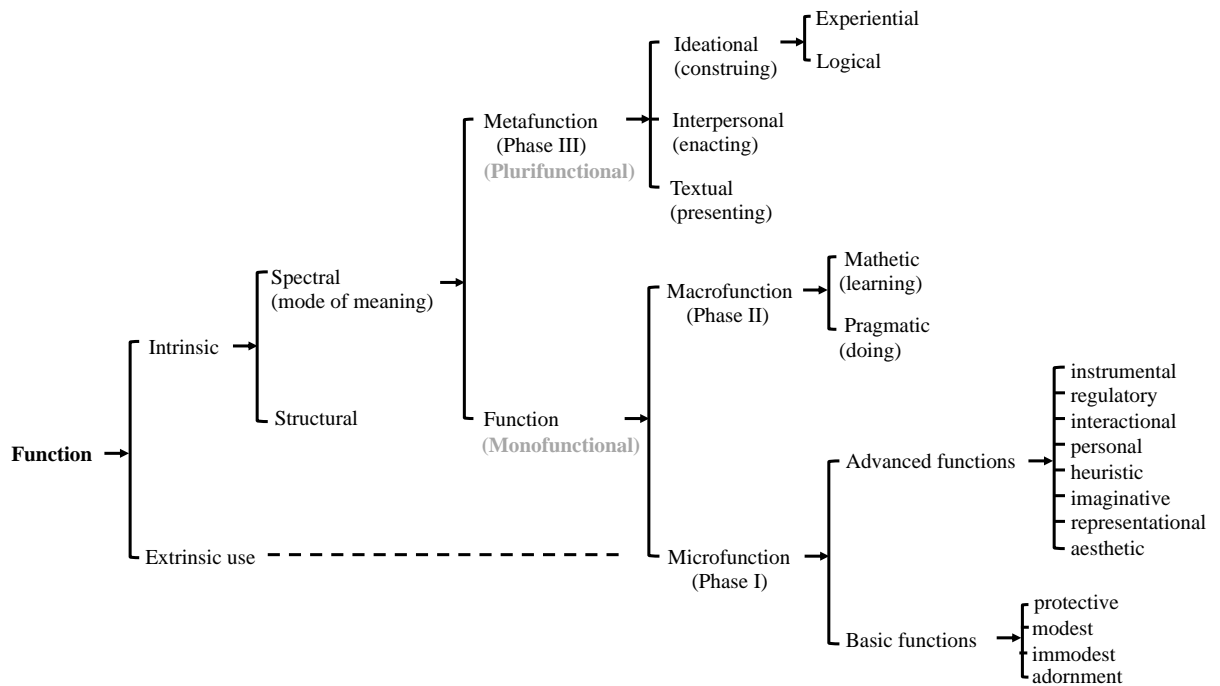 Experiential
Ideational
(construing)
Logical
Metafunction
(Phase III)
(Plurifunctional)
Interpersonal
(enacting)
Textual
(presenting)
Spectral
(mode of meaning)
Mathetic
(learning)
Macrofunction
(Phase II)
Pragmatic
(doing)
Intrinsic
Structural
Function
(Monofunctional)
instrumental
regulatory
interactional
personal
heuristic
imaginative
representational
aesthetic
Function
Advanced functions
Extrinsic use
Microfunction
(Phase I)
Basic functions
protective
modest
immodest
adornment